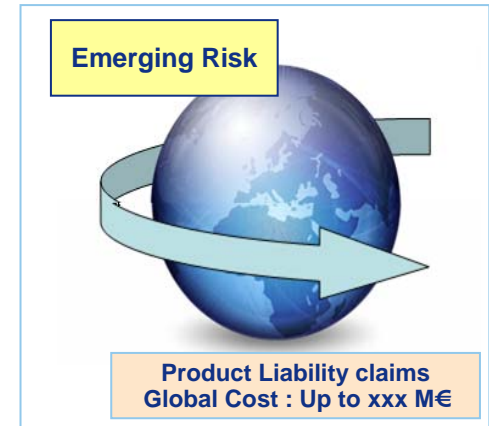 Emerging Risk
Product Liability claims
Global Cost : Up to xxx M€